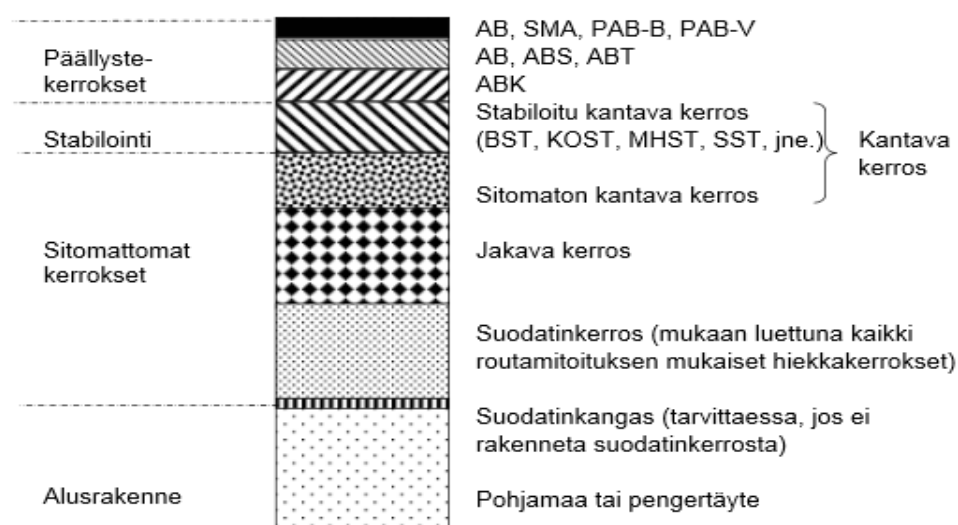 Päällyste-
kerrokset
Stabilointi
Sitomattomat
kerrokset
Alusrakenne
AB, SMA, PAB-B, PAB-V
AB, ABS, ABT
ABK
Stabiloitu kantava kerros
(BST, KOST, MHST, SST, jne.)
Sitomaton kantava kerros
Kantava
kerros
Jakava kerros
Suodatinkerros (mukaan luettuna kaikki
routamitoituksen mukaiset hiekkakerrokset)
Suodatinkangas (tarvittaessa, jos ei
rakenneta suodatinkerrosta)
Pohjamaa tai pengertäyte